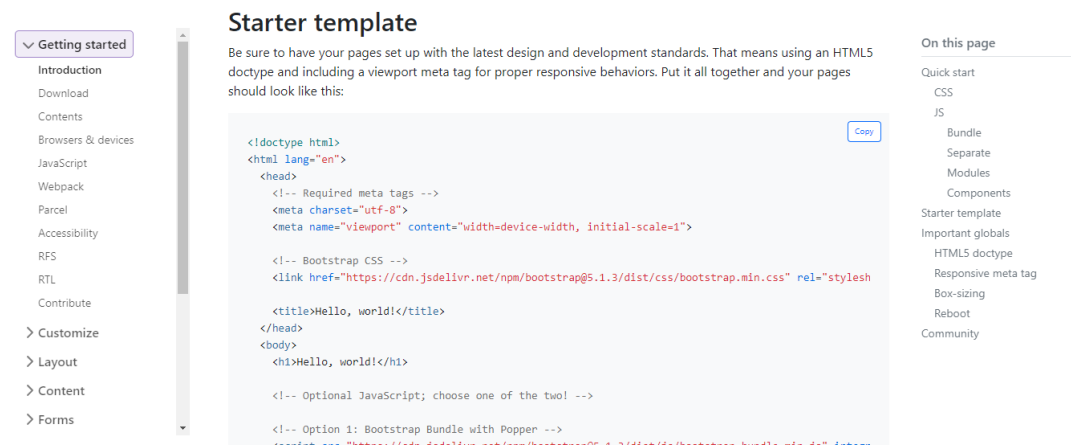 Getting started
Introduction
Download
Contents
Browsers & devices
JavaScript
Webpack
Parcel
Accessibility
RFS
RTL
Contribute
Customize
Layout
Content
Forms
Starter template
Be sure to have your pages set up with the latest design and development standards. That means using an HTML5
doctype and including a viewport meta tag for proper responsive behaviors. Put it all together and your pages
should look like this:
Copy
<!doctype html>
<html lang="en">
<head>
<!-- Required meta tags -->
<meta charset="utf-8">
<meta name="viewport" content="width=device-width, initial-scale=1">
<!-- Bootstrap CSS -->
<link href="https://cdn.jsdelivr.net/npm/bootstrap@5.1.3/dist/css/bootstrap.min.css" rel="stylesh
<title>Hello, world!</title>
</head>
<body>
<h1>Hello, world!</h1>
<!-- Optional JavaScript; choose one of the two! -->
<!-- Option 1: Bootstrap Bundle with Popper -->
On this page
Quick start
CSS
JS
Bundle
Separate
Modules
Components
Starter template
Important globals
HTML5 doctype
Responsive meta tag
Box-sizing
Reboot
Community